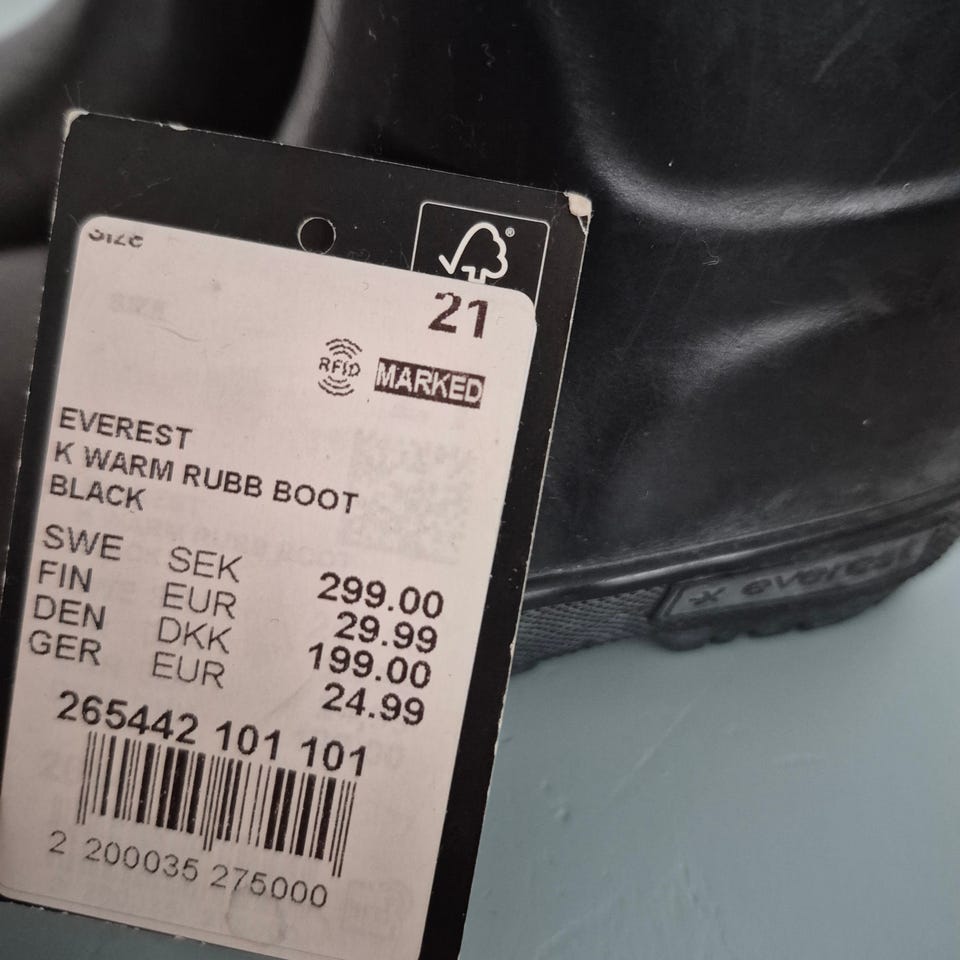 Size
21
RFID
MARKED
EVEREST
K WARM RUBB BOOT
BLACK
SWE SEK 299.00
FIN EUR 29.99
DEN DKK 199.00
GER EUR 24.99
265442 101 101
2 200035 275000
everest